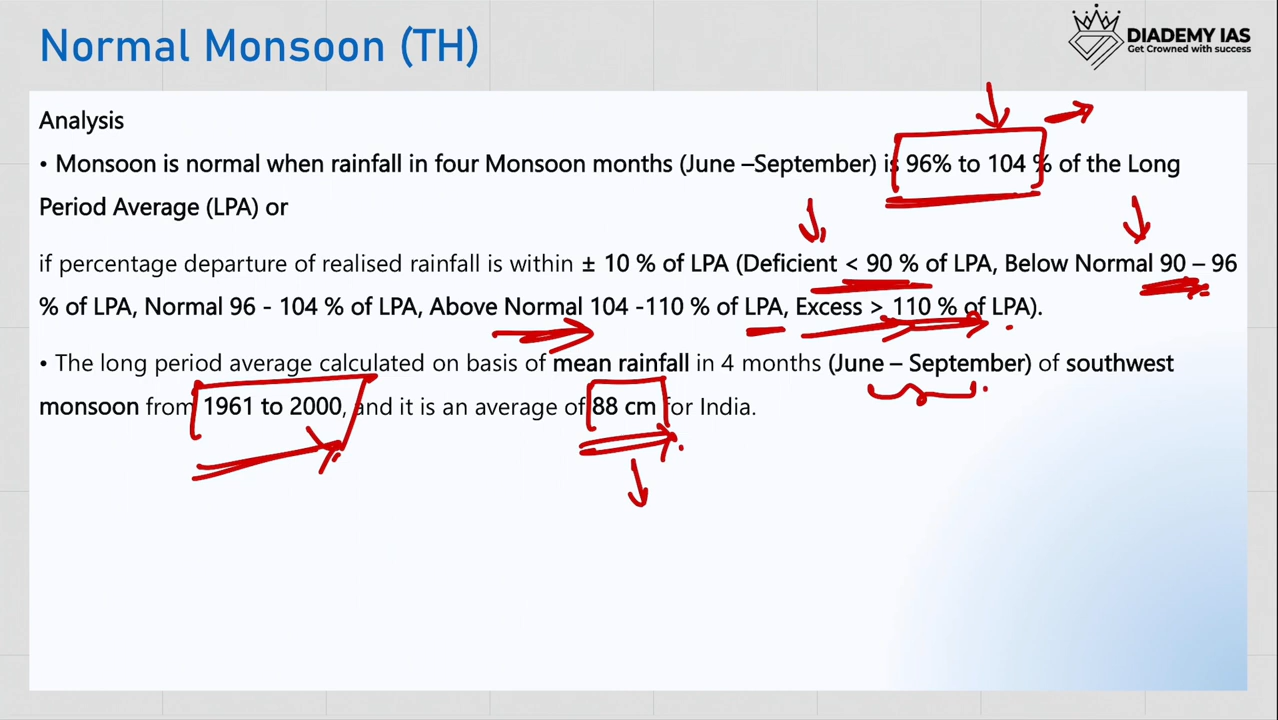 Normal Monsoon (TH)
DIADEMY IAS
Get Crowned with success
Analysis
• Monsoon is normal when rainfall in four Monsoon months (June –September) is 96% to 104 % of the Long
Period Average (LPA) or
if percentage departure of realised rainfall is within ± 10 % of LPA (Deficient < 90 % of LPA, Below Normal 90 – 96
% of LPA, Normal 96 - 104 % of LPA, Above Normal 104 -110 % of LPA, Excess > 110 % of LPA).
• The long period average calculated on basis of mean rainfall in 4 months (June – September) of southwest
monsoon from 1961 to 2000, and it is an average of 88 cm for India.